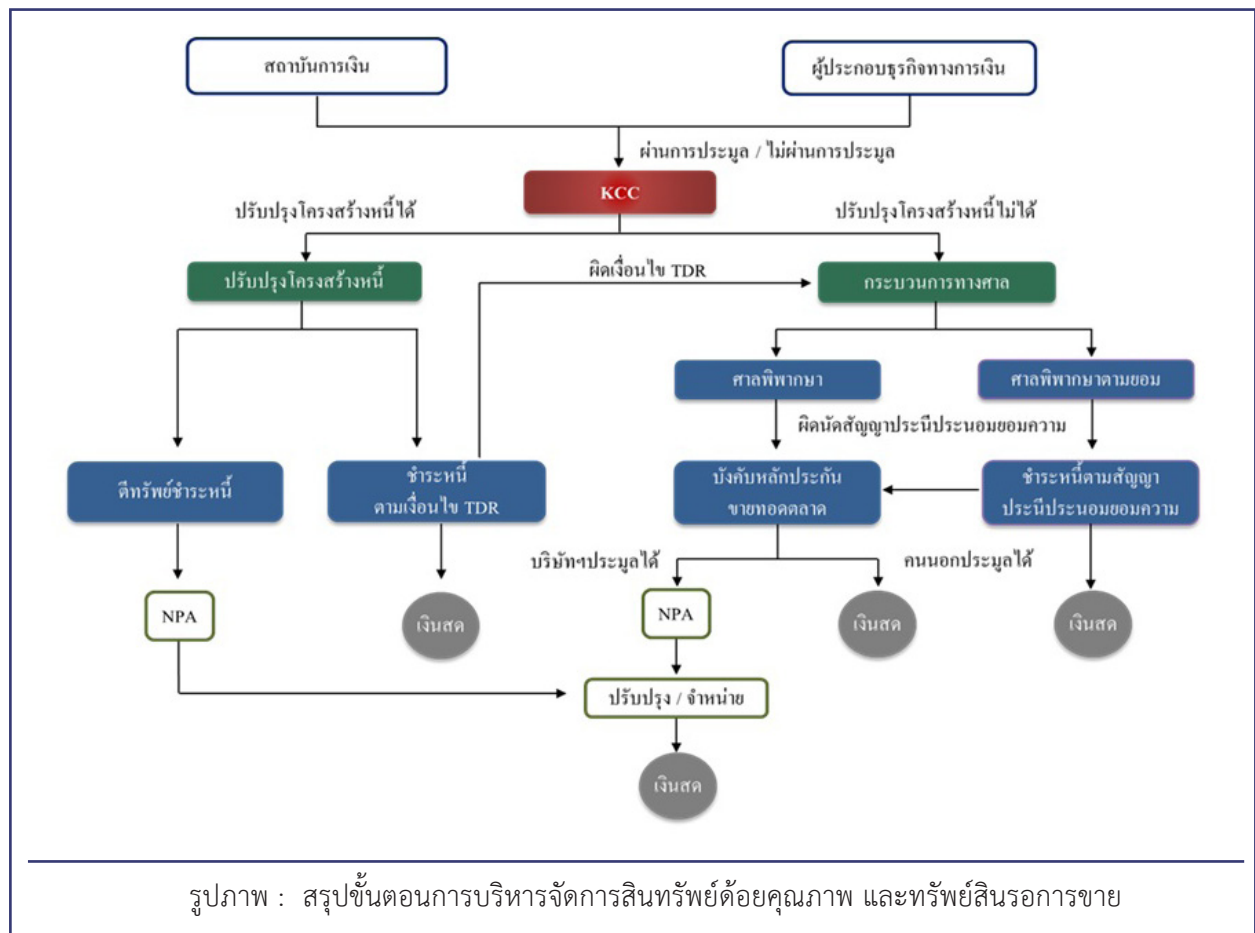 สถาบันการเงิน
ผู้ประกอบธุรกิจทางการเงิน
ผ่านการประมูล / ไม่ผ่านการประมูล
KCC
ปรับปรุงโครงสร้างหนี้ได้
ปรับปรุงโครงสร้างหนี้ไม่ได้
ปรับปรุงโครงสร้างหนี้
ผิดเงื่อนไข TDR
กระบวนการทางศาล
ศาลพิพากษา
ศาลพิพากษาตามยอม
ผิดนัดสัญญาประนีประนอมยอมความ
ตีทรัพย์ชำระหนี้
ชำระหนี้
ตามเงื่อนไข TDR
บังคับหลักประกัน
ขายทอดตลาด
ชำระหนี้ตามสัญญา
ประนีประนอมยอมความ
บริษัทฯประมูลได้
คนนอกประมูลได้
NPA
เงินสด
NPA
เงินสด
เงินสด
ปรับปรุง / จำหน่าย
เงินสด
รูปภาพ : สรุปขั้นตอนการบริหารจัดการสินทรัพย์ด้อยคุณภาพ และทรัพย์สินรอการขาย